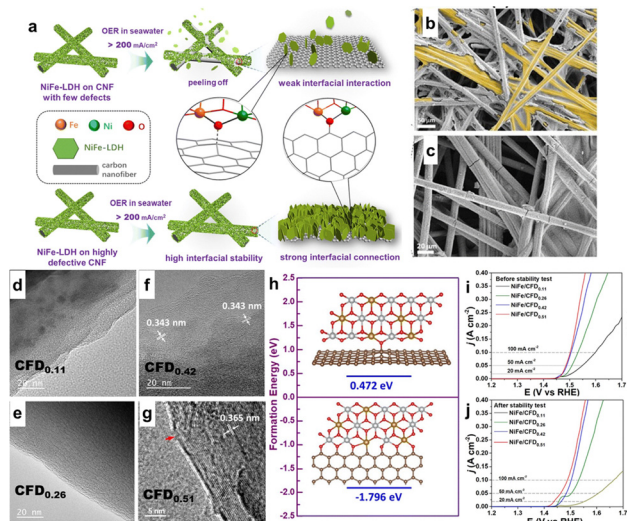 a
OER in seawater
> 200 mA/cm²
NiFe-LDH on CNF
with few defects
peeling off
weak interfacial interaction
Fe
Ni
O
NiFe-LDH
carbon
nanofiber
OER in seawater
> 200 mA/cm²
NiFe-LDH on highly
defective CNF
high interfacial stability
strong interfacial connection
b
c
20 μm
d
CFD0.11
20 nm
e
CFD0.26
20 nm
f
0.343 nm
0.343 nm
CFD0.42
20 nm
g
0.365 nm
CFD0.51
5 nm
h
Formation Energy (eV)
2.5
2.0
1.5
1.0
0.5
0.0
-0.5
-1.0
-1.5
-2.0
-2.5
0.472 eV
-1.796 eV
i
Before stability test
NiFe/CFD0.11
NiFe/CFD0.26
NiFe/CFD0.42
NiFe/CFD0.51
100 mA cm⁻²
50 mA cm⁻²
20 mA cm⁻²
j (A cm⁻²)
0.40
0.35
0.30
0.25
0.20
0.15
0.10
0.05
0.00
1.2 1.3 1.4 1.5 1.6 1.7
E (V vs RHE)
j
After stability test
NiFe/CFD0.11
NiFe/CFD0.26
NiFe/CFD0.42
NiFe/CFD0.51
100 mA cm⁻²
50 mA cm⁻²
20 mA cm⁻²
j (A cm⁻²)
0.40
0.35
0.30
0.25
0.20
0.15
0.10
0.05
0.00
1.2 1.3 1.4 1.5 1.6 1.7
E (V vs RHE)